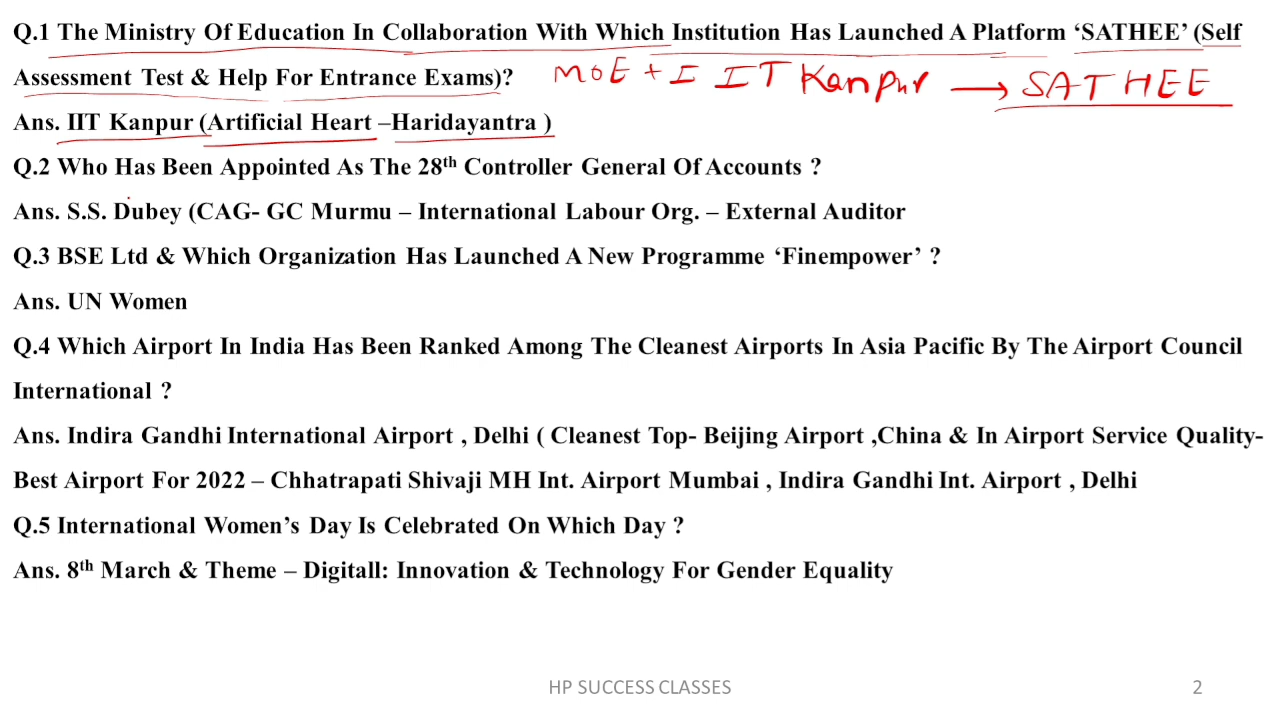 Q.1 The Ministry Of Education In Collaboration With Which Institution Has Launched A Platform ‘SATHEE’ (Self
Assessment Test & Help For Entrance Exams)? MOE + I IIT Kanpur → SATHEE
Ans. IIT Kanpur (Artificial Heart –Haridayantra )
Q.2 Who Has Been Appointed As The 28th Controller General Of Accounts ?
Ans. S.S. Dubey (CAG- GC Murmu – International Labour Org. – External Auditor
Q.3 BSE Ltd & Which Organization Has Launched A New Programme ‘Finempower’ ?
Ans. UN Women
Q.4 Which Airport In India Has Been Ranked Among The Cleanest Airports In Asia Pacific By The Airport Council
International ?
Ans. Indira Gandhi International Airport , Delhi ( Cleanest Top- Beijing Airport ,China & In Airport Service Quality-
Best Airport For 2022 – Chhatrapati Shivaji MH Int. Airport Mumbai , Indira Gandhi Int. Airport , Delhi
Q.5 International Women’s Day Is Celebrated On Which Day ?
Ans. 8th March & Theme – Digitall: Innovation & Technology For Gender Equality
HP SUCCESS CLASSES 2